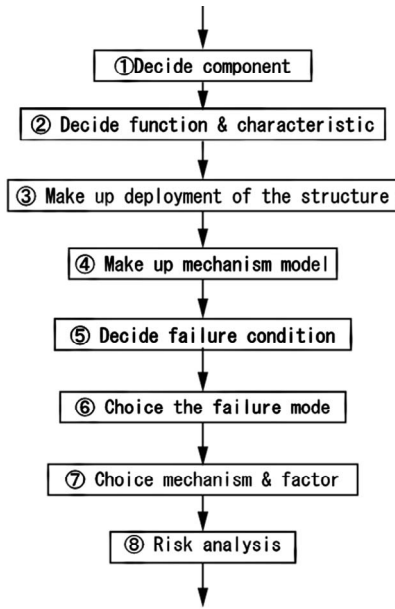 ①Decide component
② Decide function & characteristic
③ Make up deployment of the structure
④ Make up mechanism model
⑤ Decide failure condition
⑥ Choice the failure mode
⑦ Choice mechanism & factor
⑧ Risk analysis